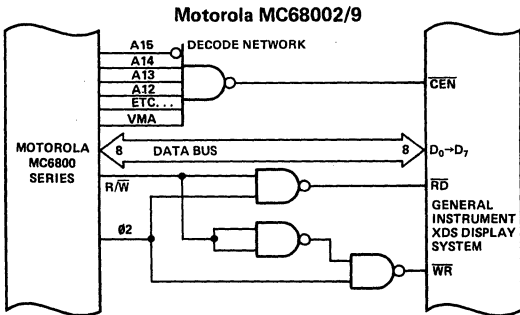 Motorola MC68002/9
A15
DECODE NETWORK
A14
A13
A12
ETC...
VMA
CEN
MOTOROLA
MC6800
SERIES
8
DATA BUS
8
D0→D7
R/W
RD
GENERAL
INSTRUMENT
XDS DISPLAY
SYSTEM
Ø2
WR